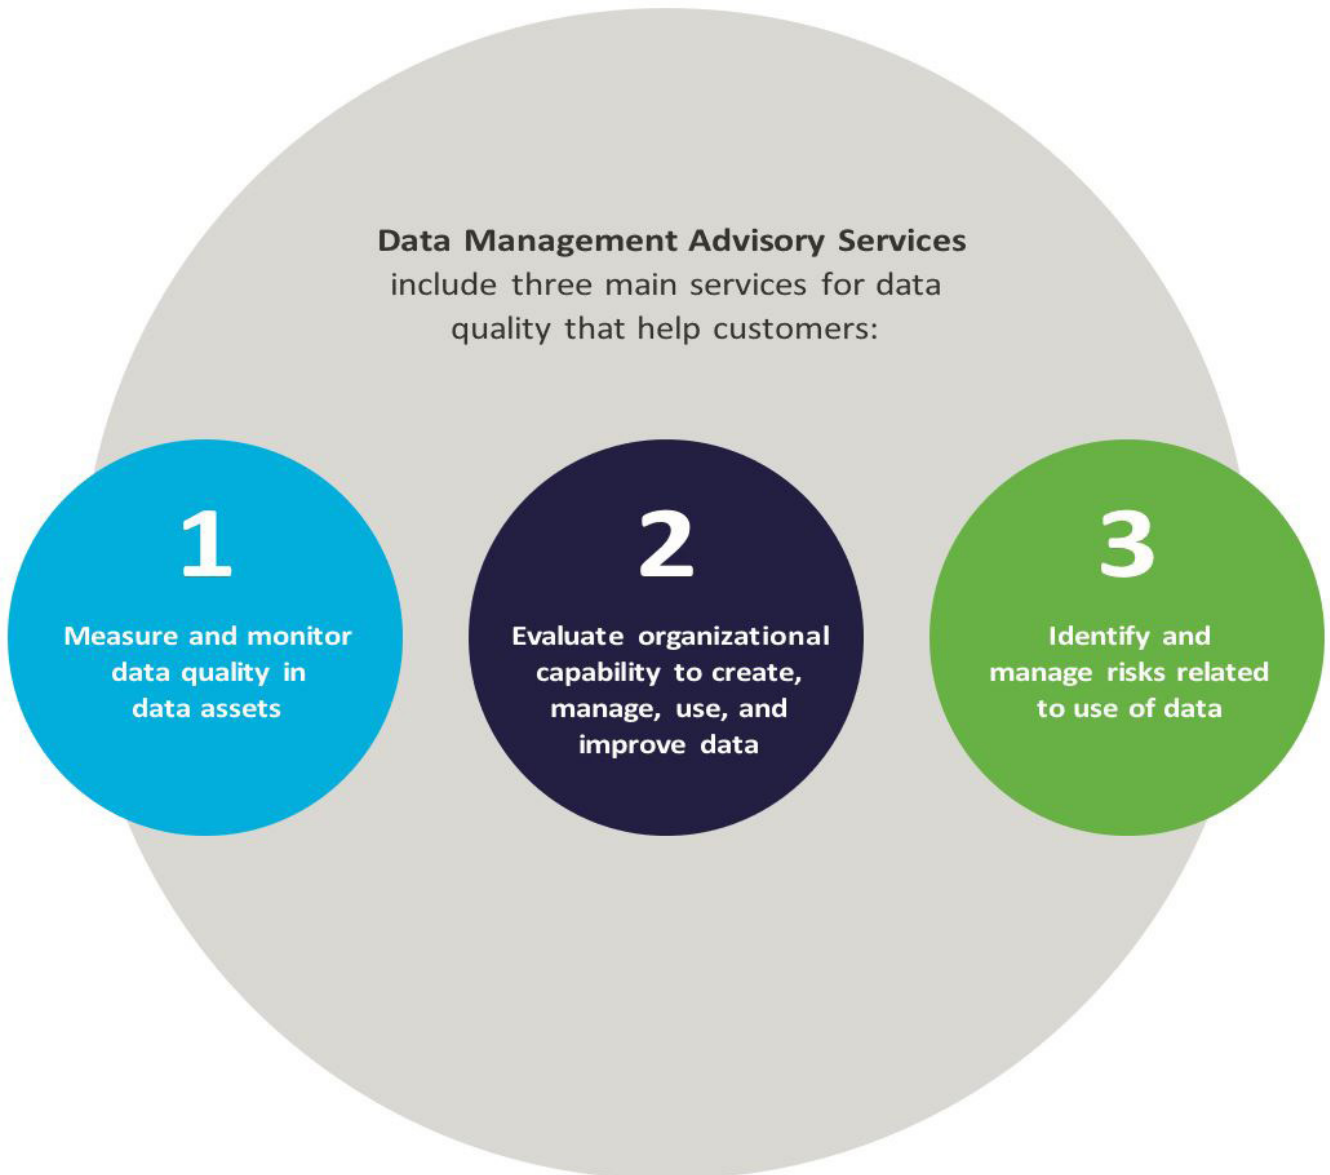 Data Management Advisory Services
include three main services for data
quality that help customers:
1
Measure and monitor
data quality in
data assets
2
Evaluate organizational
capability to create,
manage, use, and
improve data
3
Identify and
manage risks related
to use of data